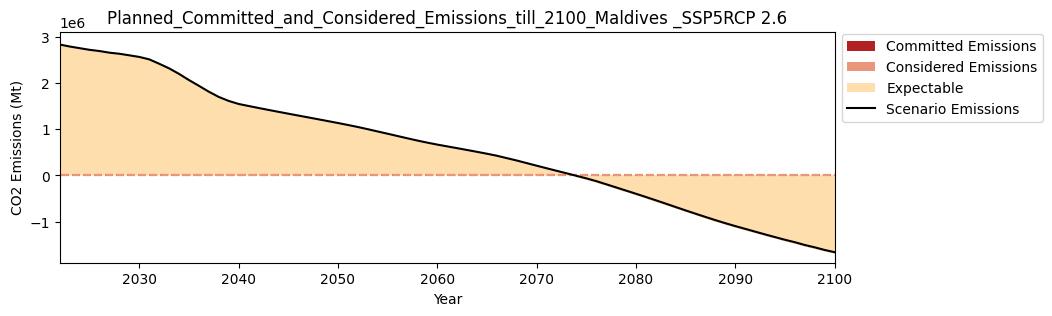 Planned_Committed_and_Considered_Emissions_till_2100_Maldives _SSP5RCP 2.6
1e6
3
2
1
0
−1
CO2 Emissions (Mt)
2030 2040 2050 2060 2070 2080 2090 2100
Year
Committed Emissions
Considered Emissions
Expectable
Scenario Emissions